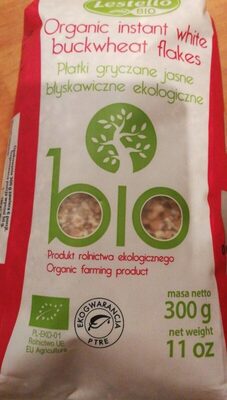 Lestello
BIO
Organic instant white
buckwheat flakes
Płatki gryczane jasne
błyskawiczne ekologiczne
bio
Produkt rolnictwa ekologicznego
Organic farming product
masa netto
300 g
net weight
11 oz
PL-EKO-01
Rolnictwo UE
EU Agriculture
EKOGWARANCJA
PTRE